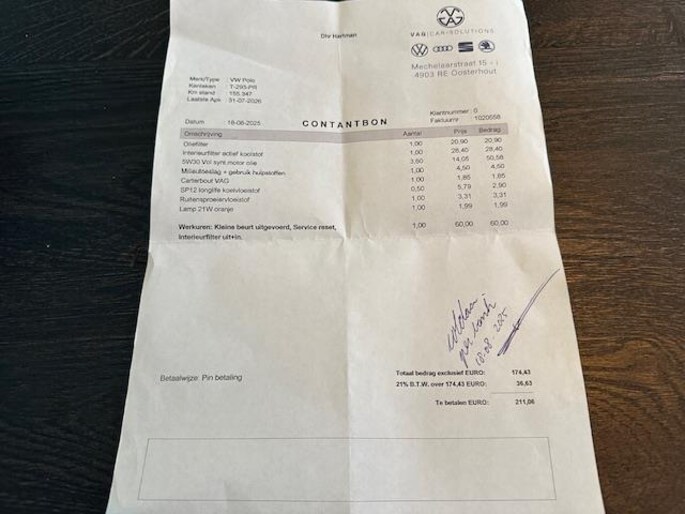 Dhr Hartman
VAG|CAR-SOLUTIONS
Mechelaarstraat 15 - j
4903 RE Oosterhout
Merk/Type : VW Polo
Kenteken : T-293-PR
Km stand : 155.347
Laatste Apk : 31-07-2026
Klantnummer : 0
Datum : 18-08-2025 CONTANTBON Faktuurnr : 1020558
Omschrijving Aantal Prijs Bedrag
Oliefilter 1,00 20,90 20,90
Interieurfilter actief koolstof 1,00 28,40 28,40
5W30 Vol synt.motor olie 3,60 14,05 50,58
Milieutoeslag + gebruik hulpstoffen 1,00 4,50 4,50
Carterbout VAG 1,00 1,85 1,85
SP12 longlife koelvloeistof 0,50 5,79 2,90
Ruitensproeiervloeistof 1,00 3,31 3,31
Lamp 21W oranje 1,00 1,99 1,99
Werkuren: Kleine beurt uitgevoerd, Service reset, 1,00 60,00 60,00
Interieurfilter uit+in.
voldaan
per bank
18-08-2025
Totaal bedrag exclusief EURO: 174,43
Betaalwijze: Pin betaling
21% B.T.W. over 174,43 EURO: 36,63
Te betalen EURO: 211,06